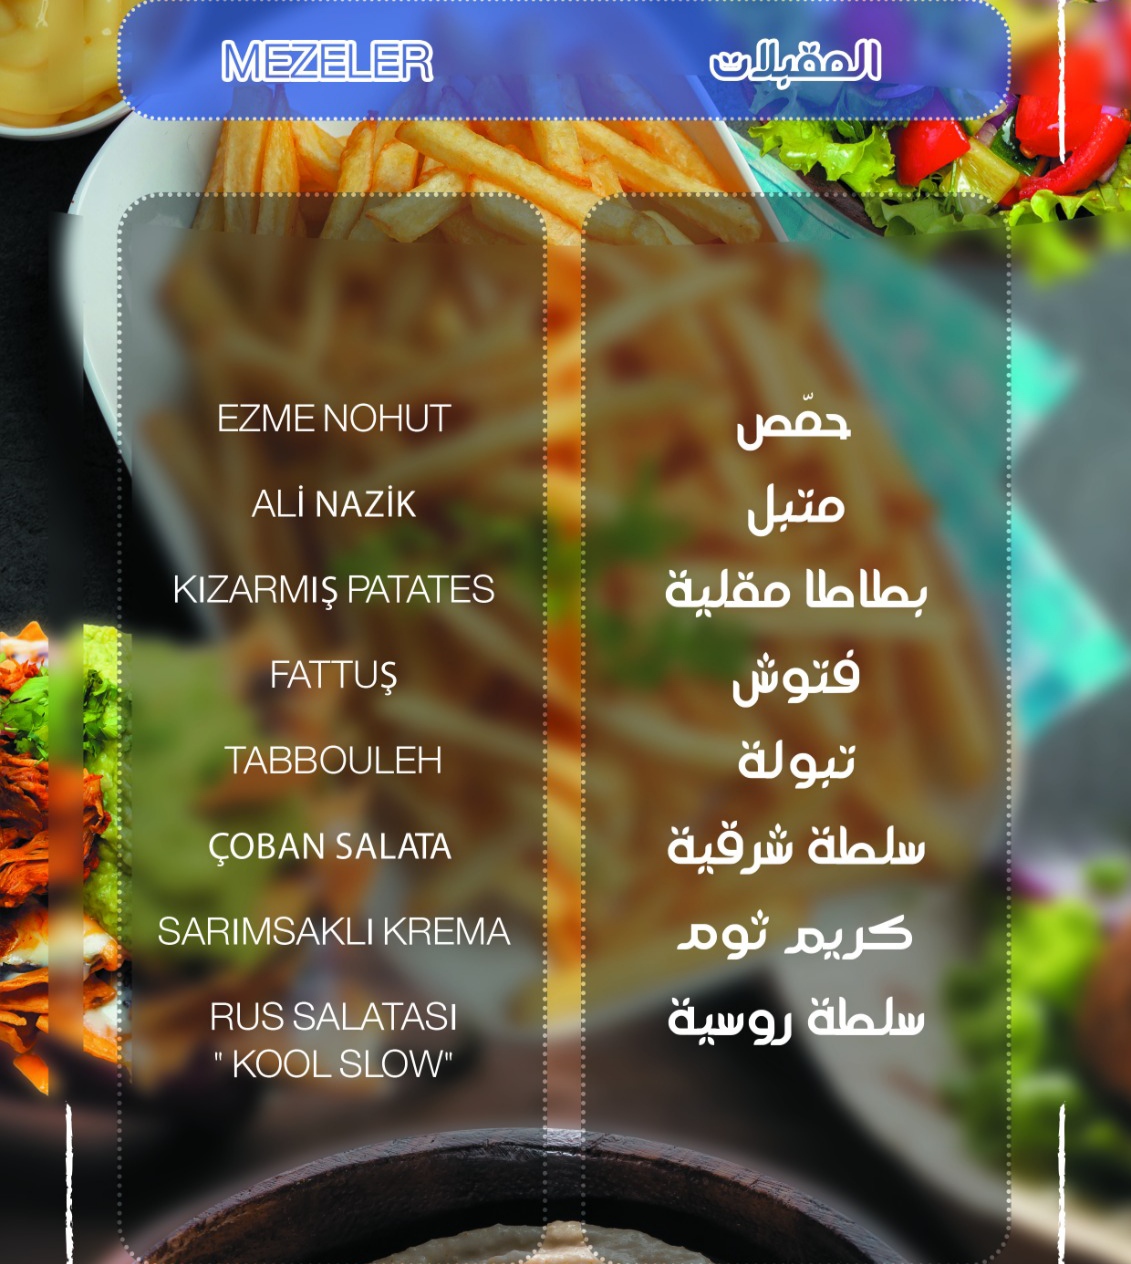 MEZELER
المقبلات
EZME NOHUT
حمّص
ALİ NAZİK
متبل
KIZARMIŞ PATATES
بطاطا مقلية
FATTUŞ
فتوش
TABBOULEH
تبولة
ÇOBAN SALATA
سلطة شرقية
SARIMSAKLI KREMA
كريم ثوم
RUS SALATASI
" KOOL SLOW"
سلطة روسية